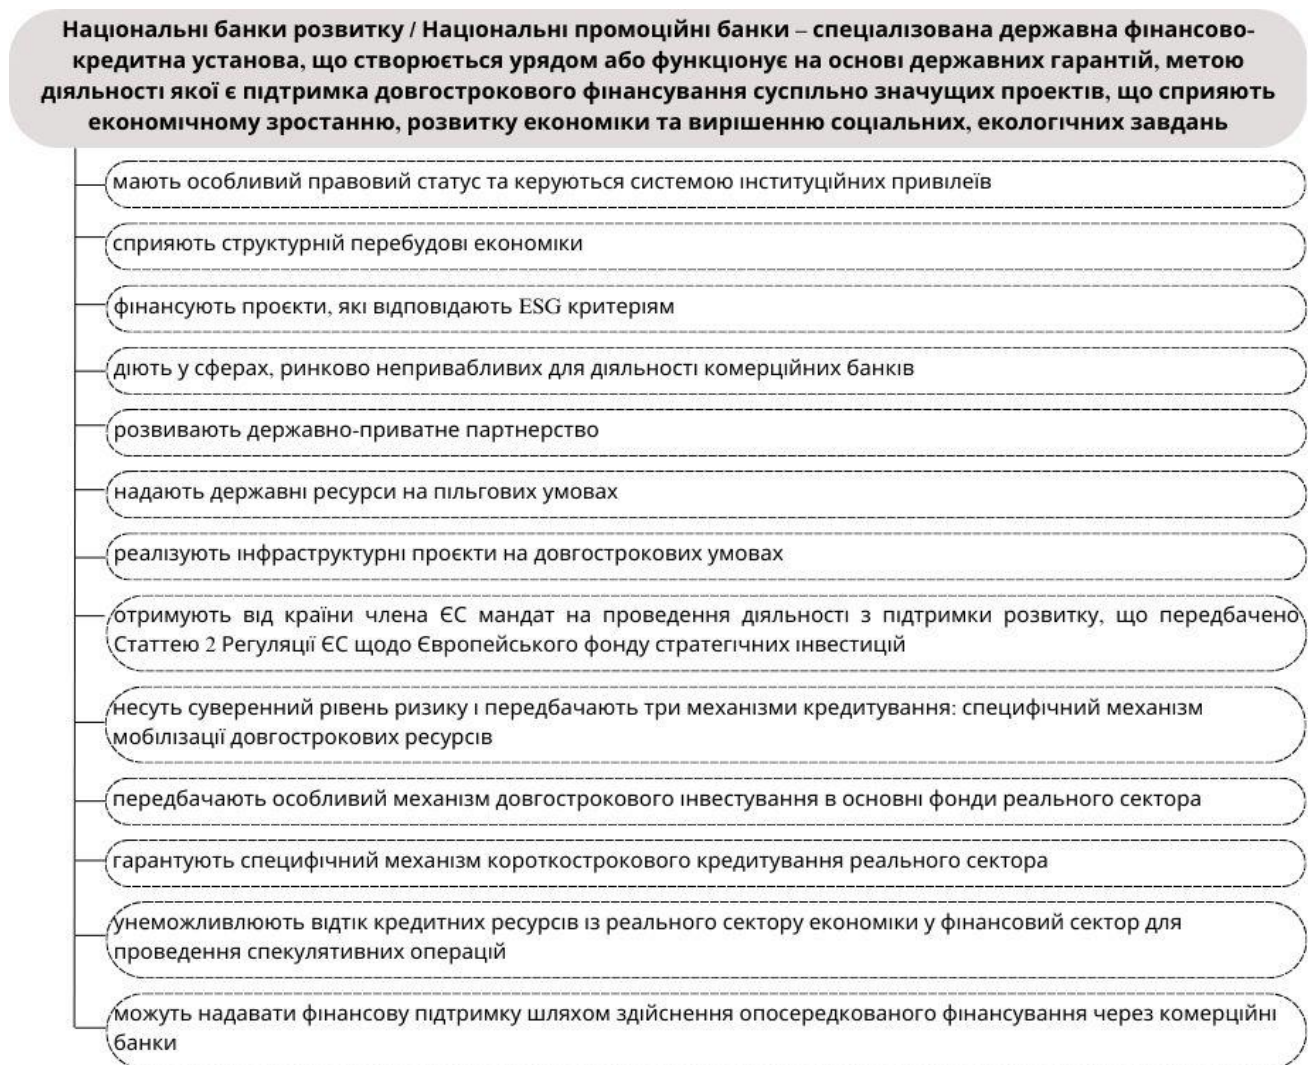 Національні банки розвитку / Національні промоційні банки – спеціалізована державна фінансово-
кредитна установа, що створюється урядом або функціонує на основі державних гарантій, метою
діяльності якої є підтримка довгострокового фінансування суспільно значущих проектів, що сприяють
економічному зростанню, розвитку економіки та вирішенню соціальних, екологічних завдань
мають особливий правовий статус та керуються системою інституційних привілеїв
сприяють структурній перебудові економіки
фінансують проєкти, які відповідають ESG критеріям
діють у сферах, ринково непривабливих для діяльності комерційних банків
розвивають державно-приватне партнерство
надають державні ресурси на пільгових умовах
реалізують інфраструктурні проєкти на довгострокових умовах
отримують від країни члена ЄС мандат на проведення діяльності з підтримки розвитку, що передбачено
Статтею 2 Регуляції ЄС щодо Європейського фонду стратегічних інвестицій
несуть суверенний рівень ризику і передбачають три механізми кредитування: специфічний механізм
мобілізації довгострокових ресурсів
передбачають особливий механізм довгострокового інвестування в основні фонди реального сектора
гарантують специфічний механізм короткострокового кредитування реального сектора
унеможливлюють відтік кредитних ресурсів із реального сектору економіки у фінансовий сектор для
проведення спекулятивних операцій
можуть надавати фінансову підтримку шляхом здійснення опосередкованого фінансування через комерційні
банки